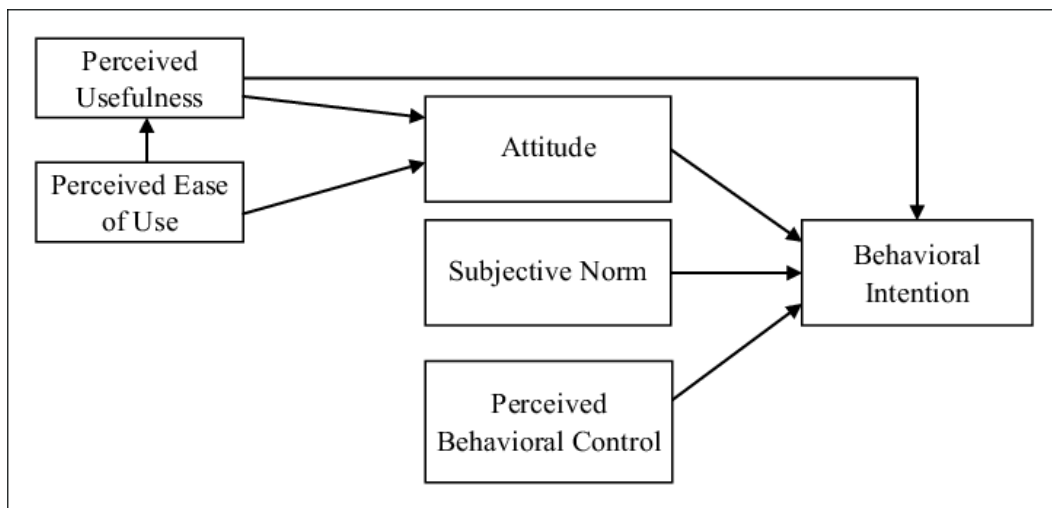 Perceived
Usefulness
Perceived Ease
of Use
Attitude
Subjective Norm
Perceived
Behavioral Control
Behavioral
Intention